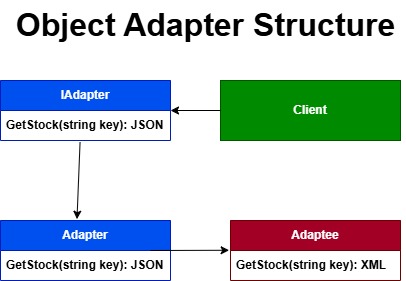 Object Adapter Structure
IAdapter
Client
GetStock(string key): JSON
Adapter
Adaptee
GetStock(string key): JSON
GetStock(string key): XML